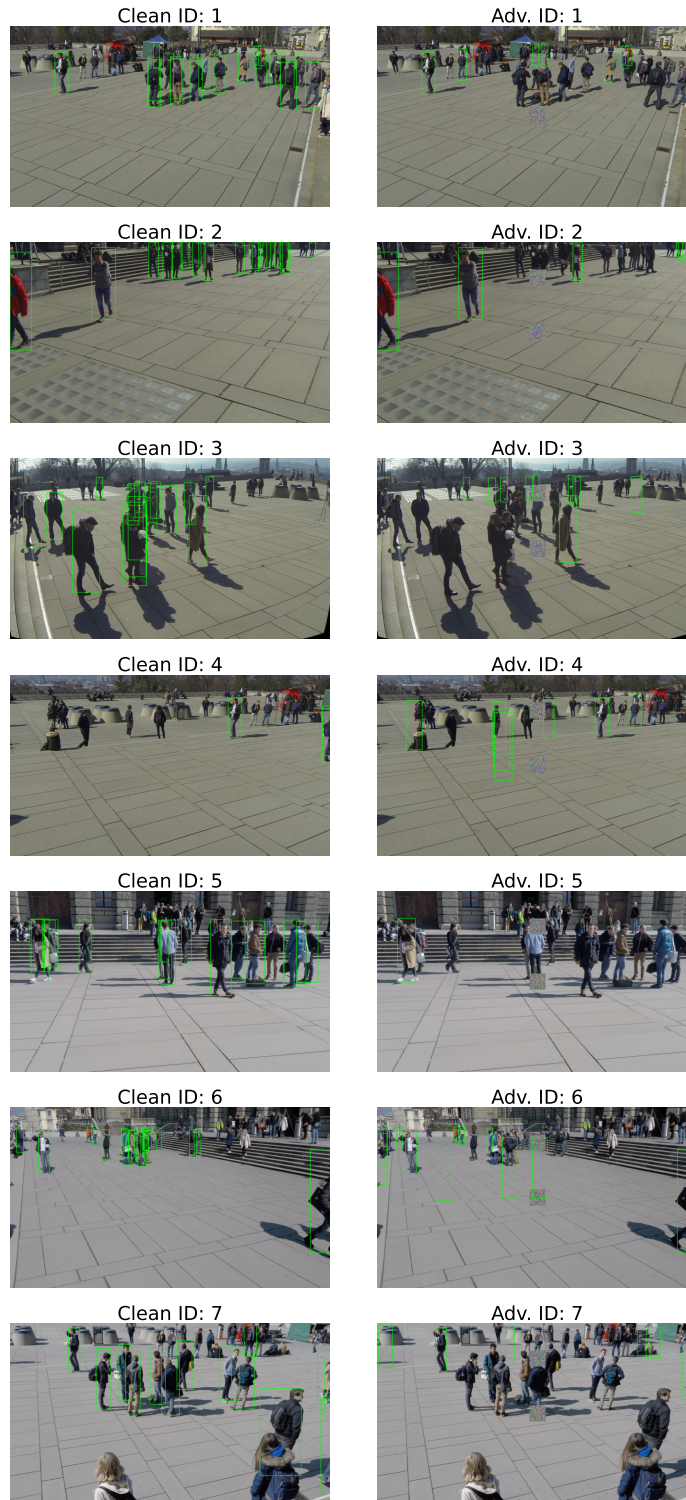 Clean ID: 1
Adv. ID: 1
Clean ID: 2
Adv. ID: 2
Clean ID: 3
Adv. ID: 3
Clean ID: 4
Adv. ID: 4
Clean ID: 5
Adv. ID: 5
Clean ID: 6
Adv. ID: 6
Clean ID: 7
Adv. ID: 7